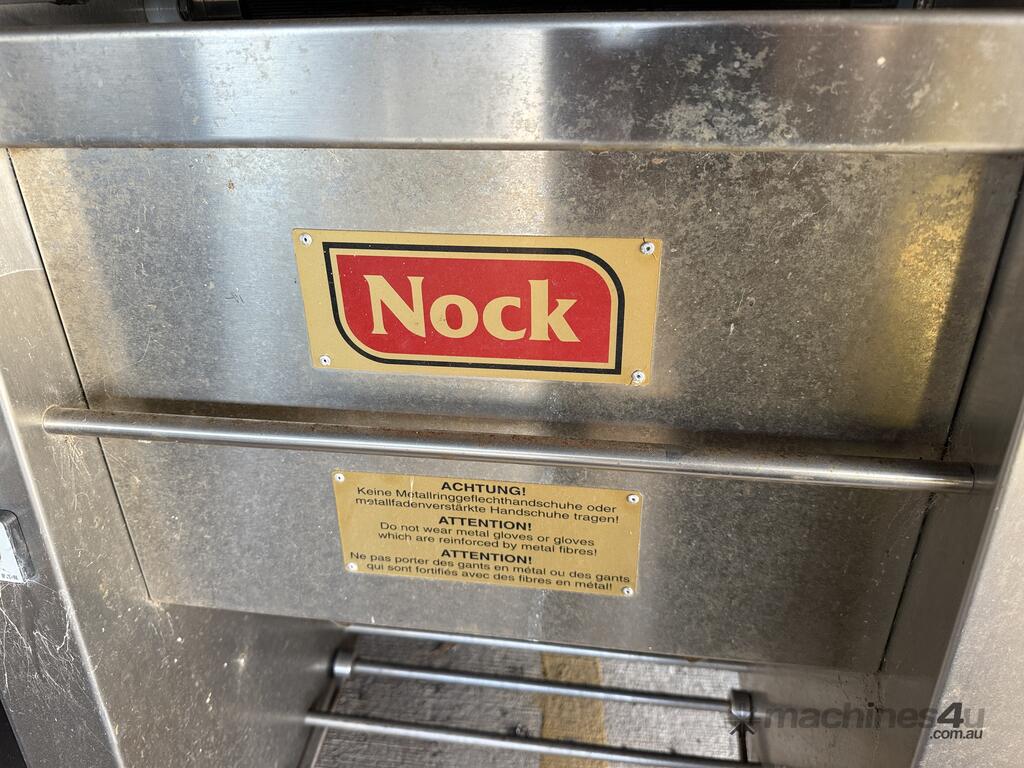 Nock
ACHTUNG!
Keine Metallringgeflechthandschuhe oder
metallfadenverstärkte Handschuhe tragen!
ATTENTION!
Do not wear metal gloves or gloves
which are reinforced by metal fibres!
ATTENTION!
Ne pas porter des gants en métal ou des gants
qui sont fortifiés avec des fibres en métal!
machines4u
.com.au